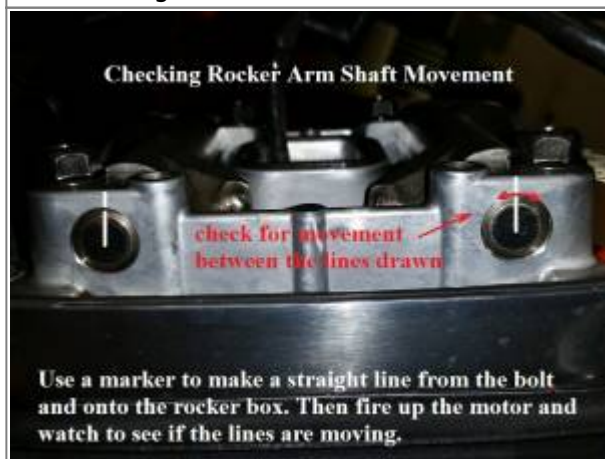 Checking Rocker Arm Shaft Movement
check for movement
between the lines drawn
Use a marker to make a straight line from the bolt
and onto the rocker box. Then fire up the motor and
watch to see if the lines are moving.